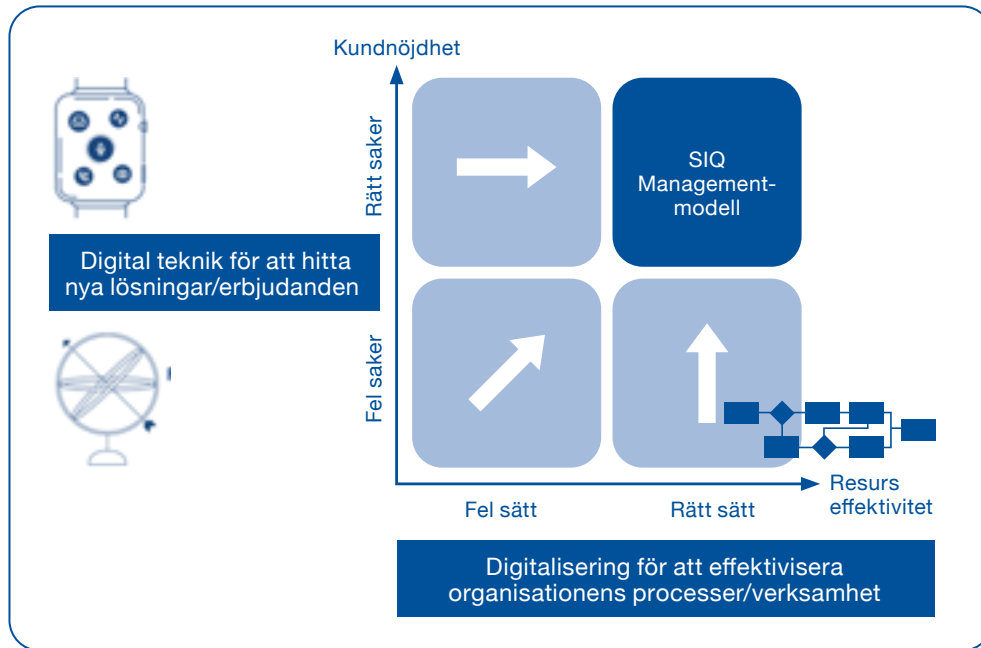 Kundnöjdhet
Rätt saker
Fel saker
SIQ
Management-
modell
Digital teknik för att hitta
nya lösningar/erbjudanden
Resurs
effektivitet
Fel sätt
Rätt sätt
Digitalisering för att effektivisera
organisationens processer/verksamhet